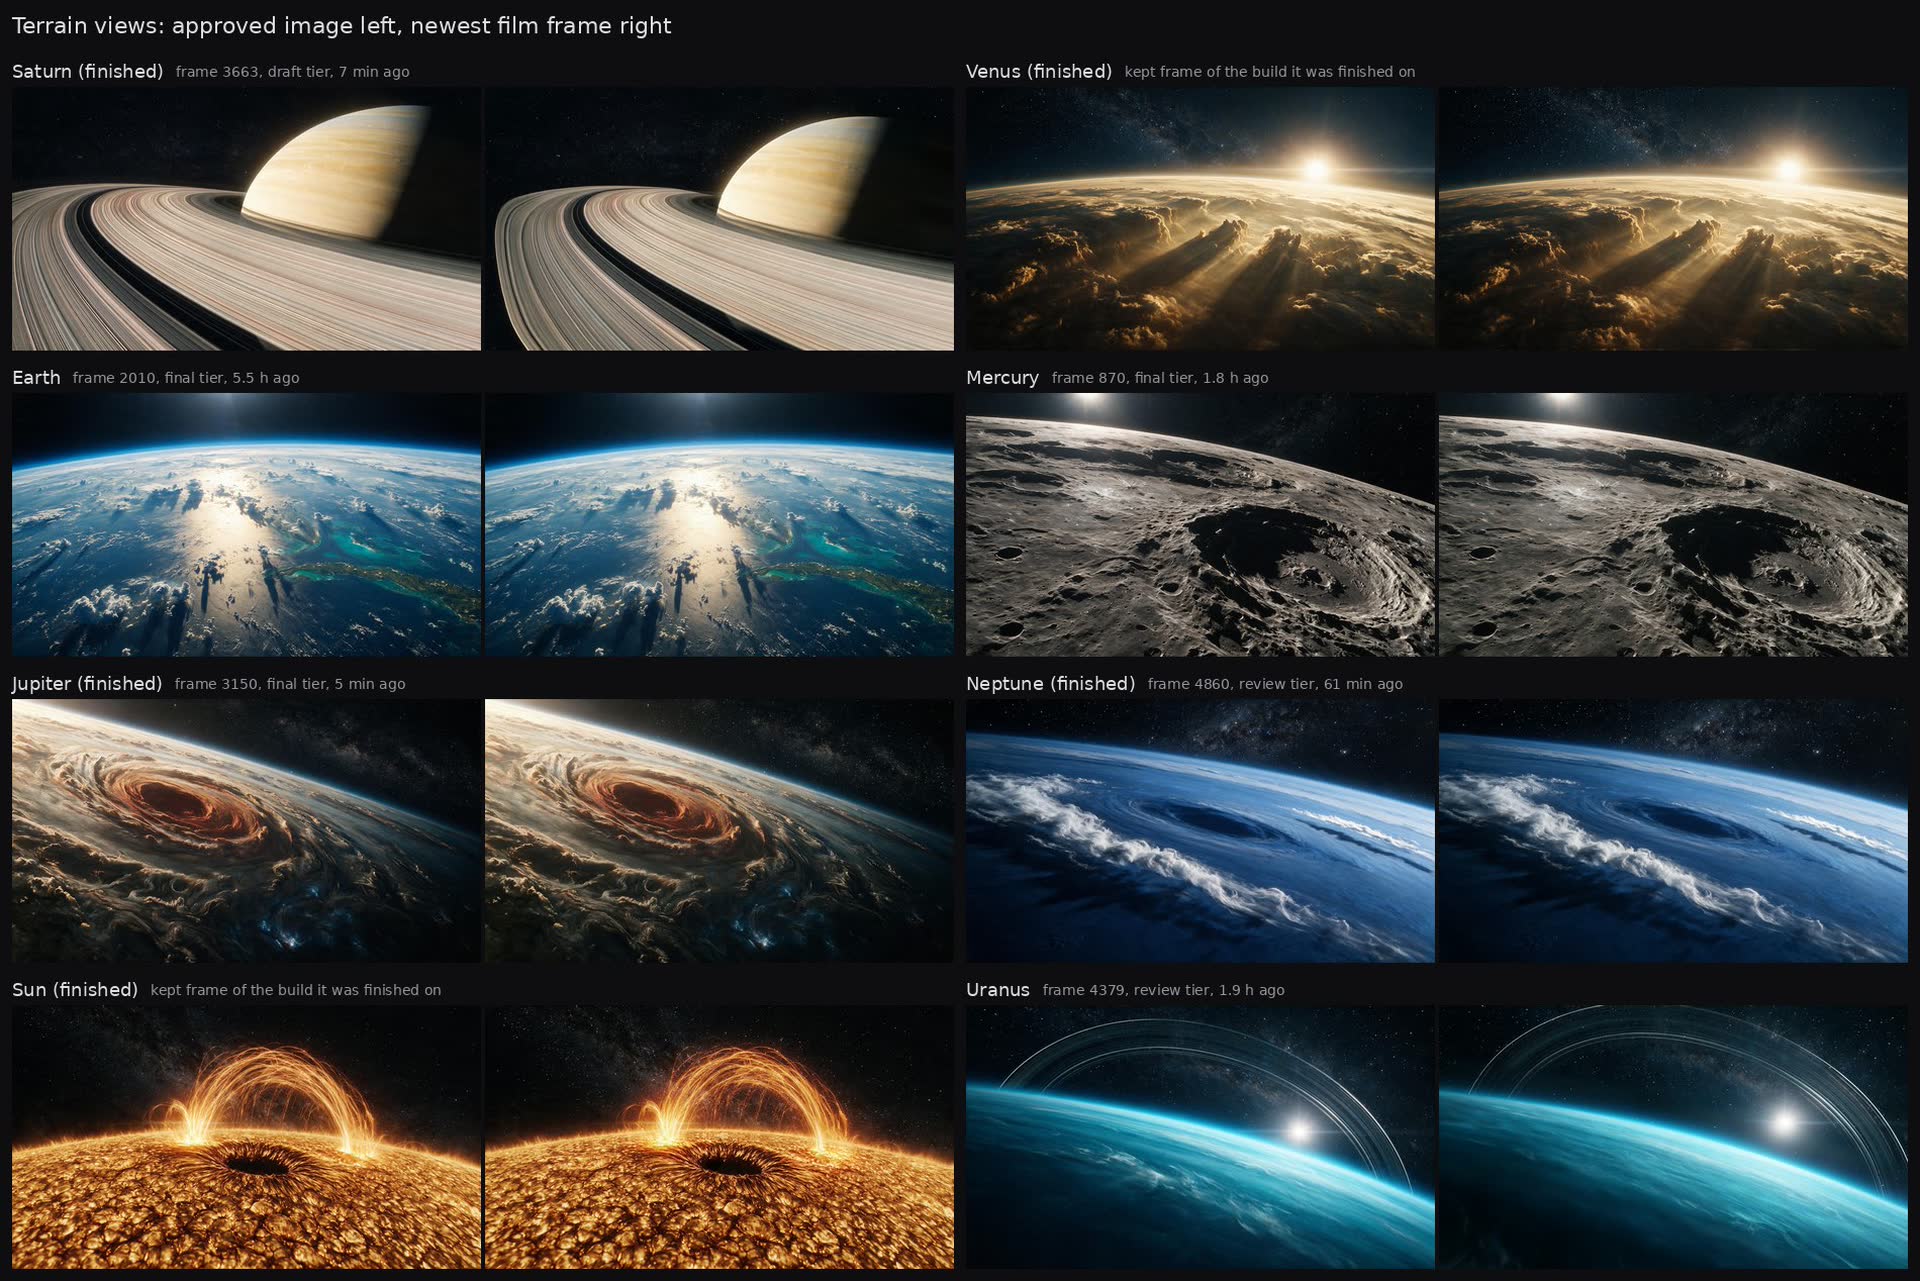 Terrain views: approved image left, newest film frame right
Saturn (finished) frame 3663, draft tier, 7 min ago
Venus (finished) kept frame of the build it was finished on
Earth frame 2010, final tier, 5.5 h ago
Mercury frame 870, final tier, 1.8 h ago
Jupiter (finished) frame 3150, final tier, 5 min ago
Neptune (finished) frame 4860, review tier, 61 min ago
Sun (finished) kept frame of the build it was finished on
Uranus frame 4379, review tier, 1.9 h ago